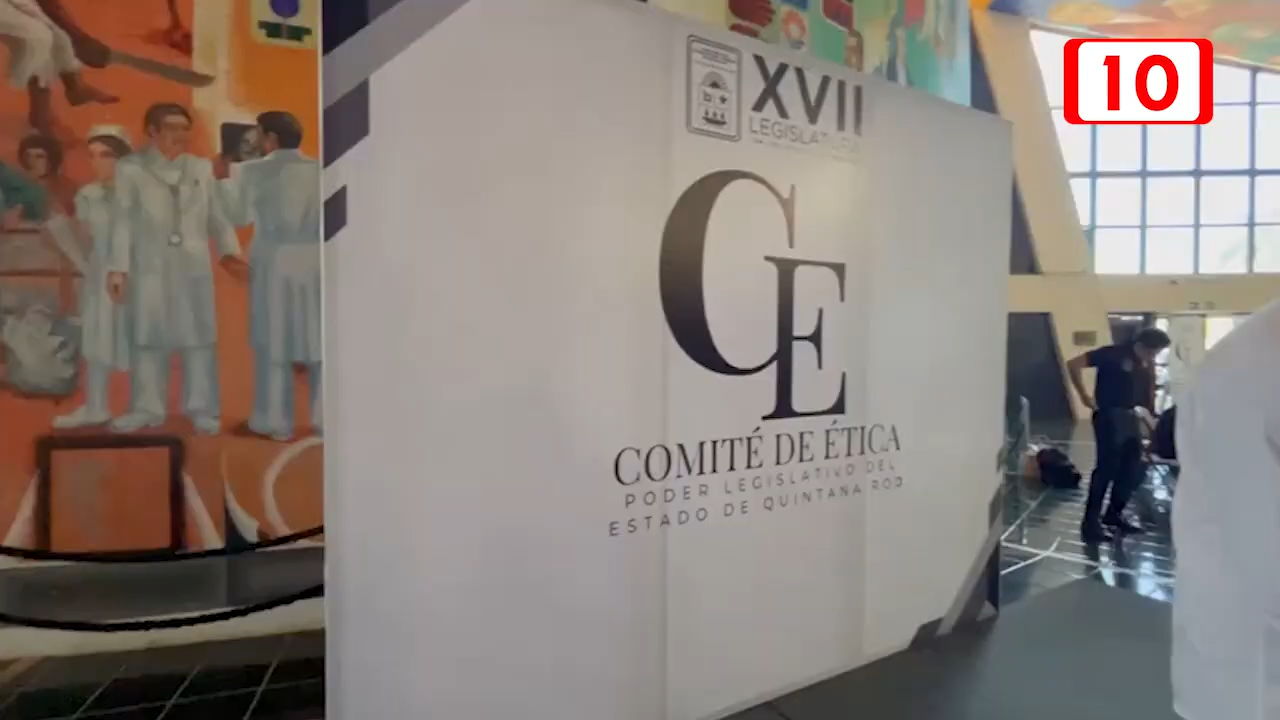 10
XVII
LEGISLATURA
CE
COMITÉ DE ÉTICA
PODER LEGISLATIVO DEL
ESTADO DE QUINTANA ROO